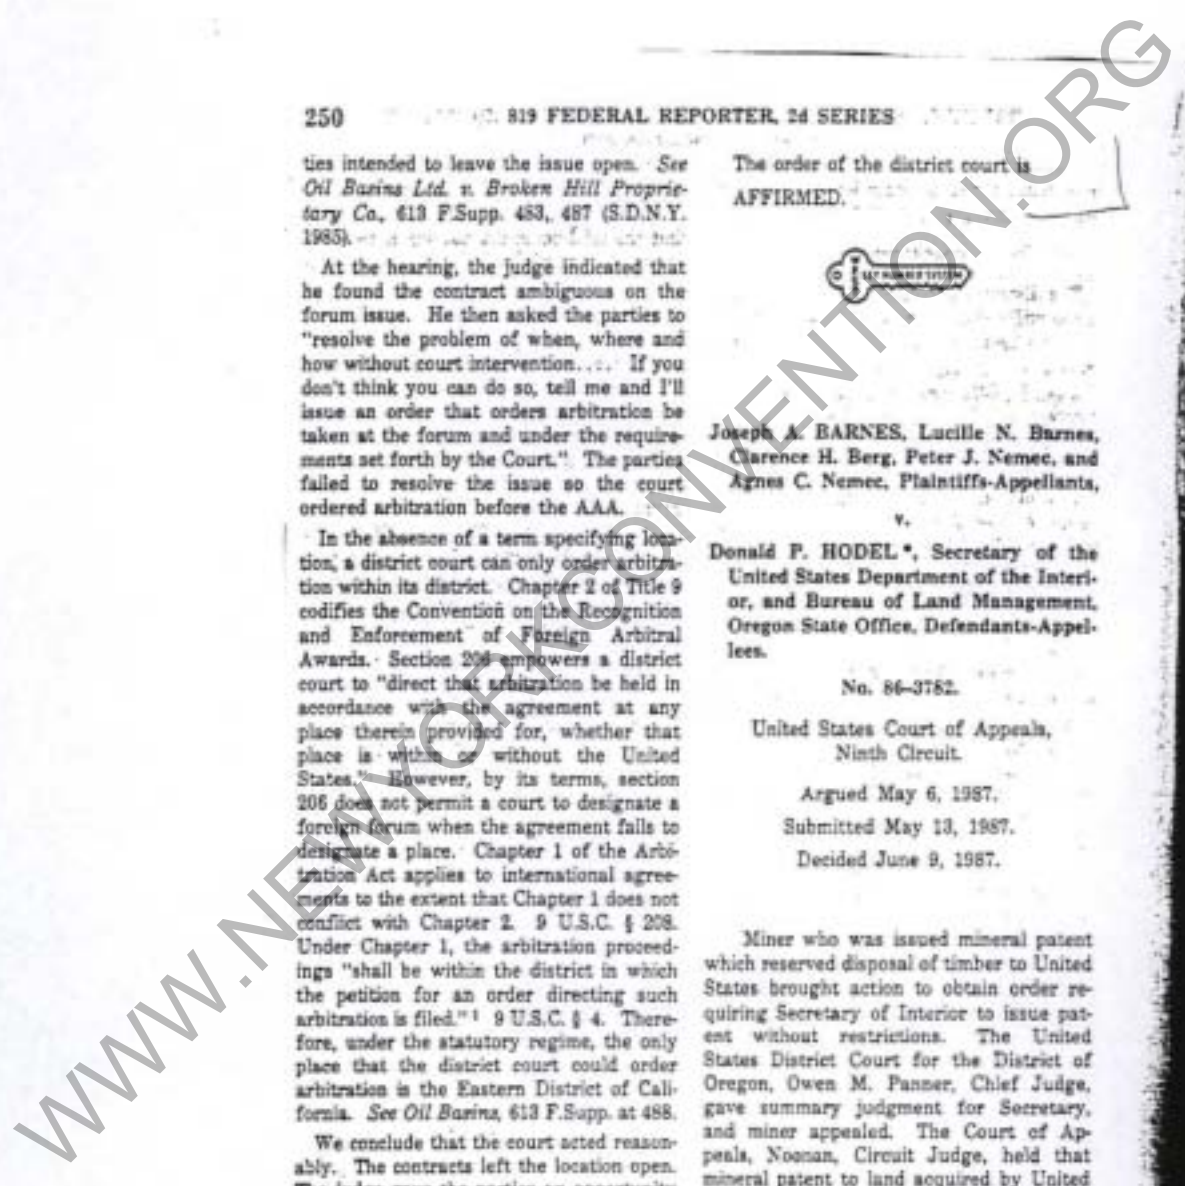 250
819 FEDERAL REPORTER, 2d SERIES
ties intended to leave the issue open. See
Oil Basins Ltd. v. Broken Hill Proprie-
tary Co., 613 F.Supp. 483, 487 (S.D.N.Y.
1985).
At the hearing, the judge indicated that
he found the contract ambiguous on the
forum issue. He then asked the parties to
"resolve the problem of when, where and
how without court intervention.... If you
don't think you can do so, tell me and I'll
issue an order that orders arbitration be
taken at the forum and under the require-
ments set forth by the Court." The parties
failed to resolve the issue so the court
ordered arbitration before the AAA.
In the absence of a term specifying loca-
tion, a district court can only order arbitra-
tion within its district. Chapter 2 of Title 9
codifies the Convention on the Recognition
and Enforcement of Foreign Arbitral
Awards. Section 206 empowers a district
court to "direct that arbitration be held in
accordance with the agreement at any
place therein provided for, whether that
place is within or without the United
States." However, by its terms, section
206 does not permit a court to designate a
foreign forum when the agreement fails to
designate a place. Chapter 1 of the Arbi-
tration Act applies to international agree-
ments to the extent that Chapter 1 does not
conflict with Chapter 2. 9 U.S.C. § 208.
Under Chapter 1, the arbitration proceed-
ings "shall be within the district in which
the petition for an order directing such
arbitration is filed." 1 9 U.S.C. § 4. There-
fore, under the statutory regime, the only
place that the district court could order
arbitration is the Eastern District of Cali-
fornia. See Oil Basins, 613 F.Supp. at 488.
We conclude that the court acted reason-
ably. The contracts left the location open.
The order of the district court is
AFFIRMED.
KEY NUMBER SYSTEM
Joseph A. BARNES, Lucille N. Barnes,
Clarence H. Berg, Peter J. Nemec, and
Agnes C. Nemec, Plaintiffs-Appellants,
v.
Donald P. HODEL *, Secretary of the
United States Department of the Interi-
or, and Bureau of Land Management,
Oregon State Office, Defendants-Appel-
lees.
No. 86-3782.
United States Court of Appeals,
Ninth Circuit.
Argued May 6, 1987.
Submitted May 13, 1987.
Decided June 9, 1987.
Miner who was issued mineral patent
which reserved disposal of timber to United
States brought action to obtain order re-
quiring Secretary of Interior to issue pat-
ent without restrictions. The United
States District Court for the District of
Oregon, Owen M. Panner, Chief Judge,
gave summary judgment for Secretary,
and miner appealed. The Court of Ap-
peals, Noonan, Circuit Judge, held that
mineral patent to land acquired by United
WWW.NEWYORKCONVENTION.ORG